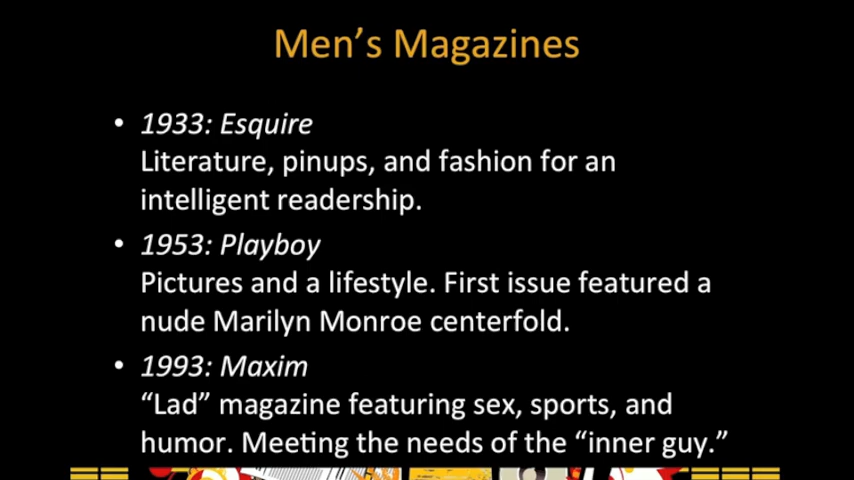 Men’s Magazines
• 1933: Esquire
Literature, pinups, and fashion for an
intelligent readership.
• 1953: Playboy
Pictures and a lifestyle. First issue featured a
nude Marilyn Monroe centerfold.
• 1993: Maxim
“Lad” magazine featuring sex, sports, and
humor. Meeting the needs of the “inner guy.”